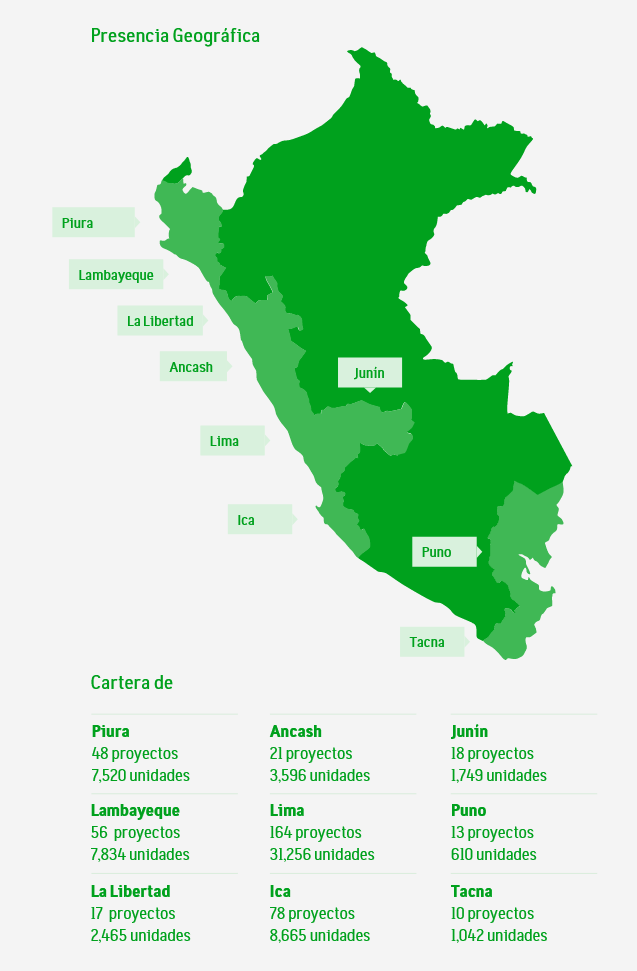 Presencia Geográfica
Piura
Lambayeque
La Libertad
Ancash
Junín
Lima
Ica
Puno
Tacna
Cartera de
Piura
48 proyectos
7,520 unidades
Lambayeque
56 proyectos
7,834 unidades
La Libertad
17 proyectos
2,465 unidades
Ancash
21 proyectos
3,596 unidades
Lima
164 proyectos
31,256 unidades
Ica
78 proyectos
8,665 unidades
Junín
18 proyectos
1,749 unidades
Puno
13 proyectos
610 unidades
Tacna
10 proyectos
1,042 unidades